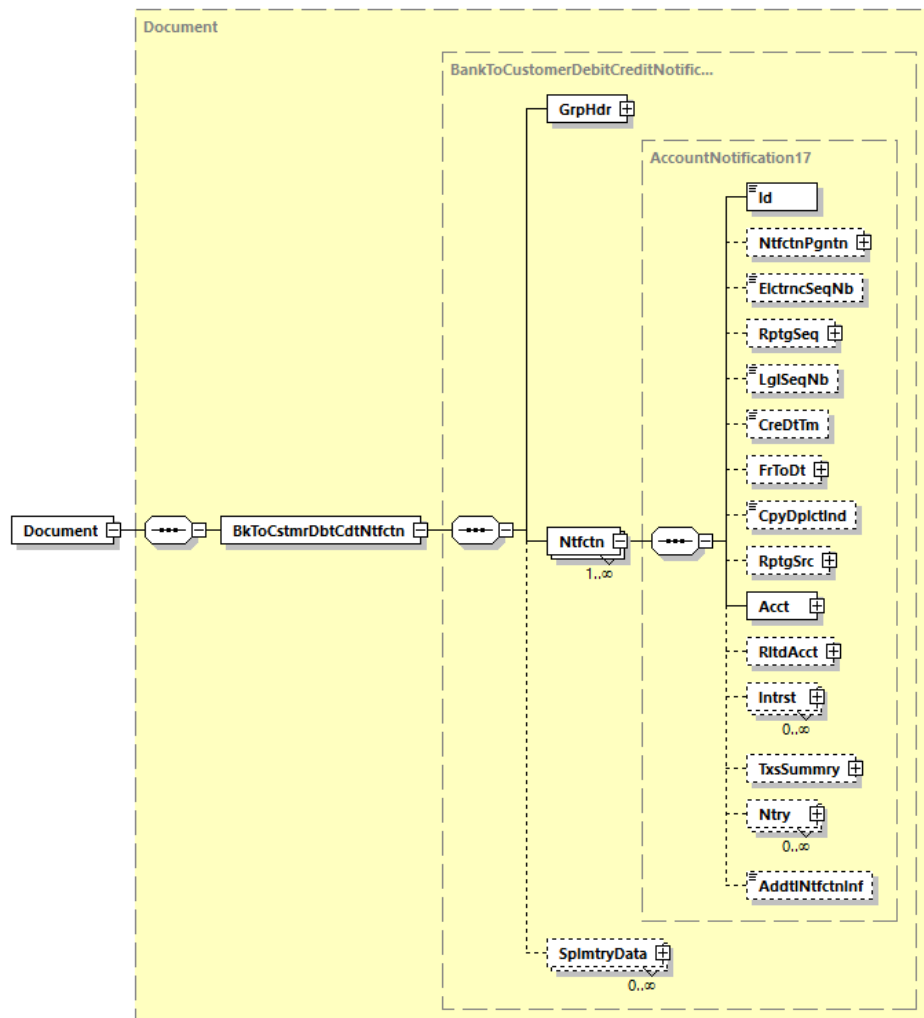 Document
BankToCustomerDebitCreditNotific...
GrpHdr
AccountNotification17
Id
NtfctnPgntn
ElctrncSeqNb
RptgSeq
LglSeqNb
CreDtTm
FrToDt
CpyDplctInd
RptgSrc
Acct
RltdAcct
Intrst
0..∞
TxsSummry
Ntry
0..∞
AddtlNtfctnInf
Document
BkToCstmrDbtCdtNtfctn
Ntfctn
1..∞
SplmtryData
0..∞